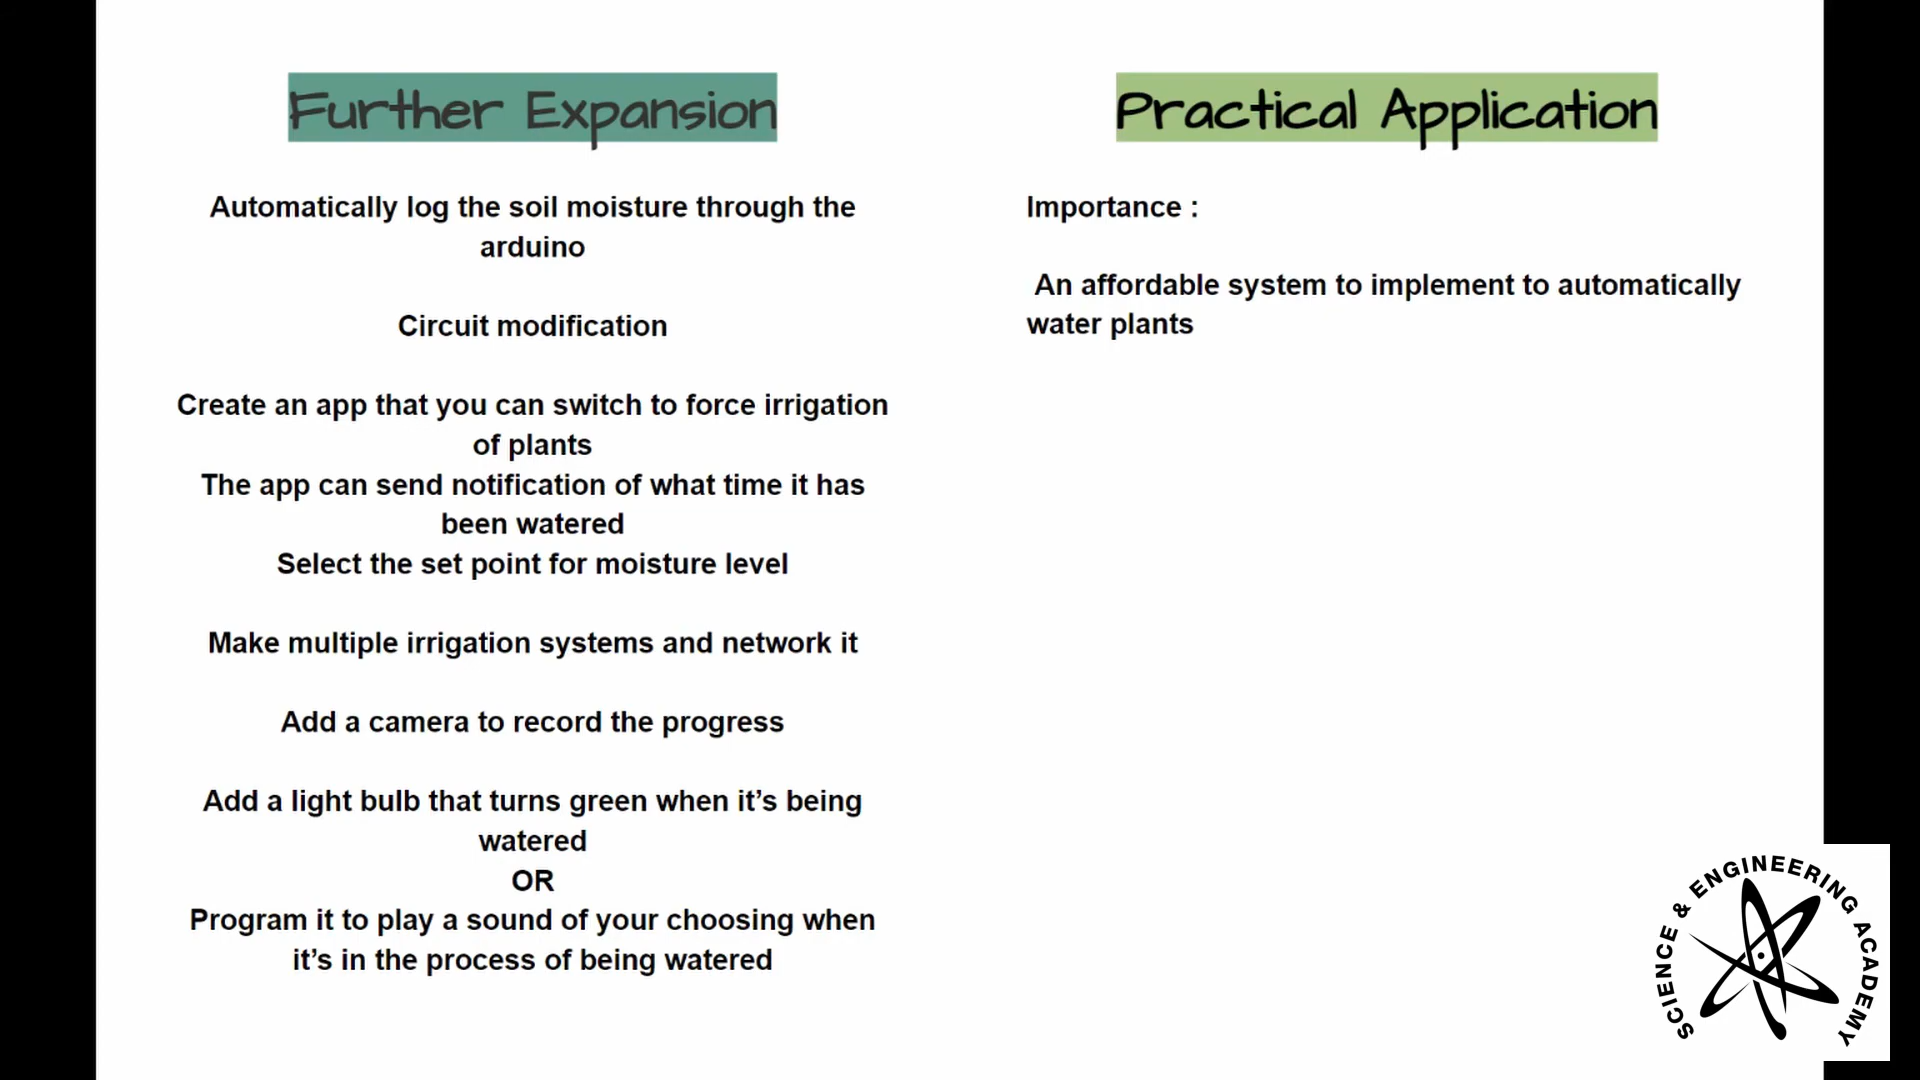 Further Expansion
Automatically log the soil moisture through the
arduino
Circuit modification
Create an app that you can switch to force irrigation
of plants
The app can send notification of what time it has
been watered
Select the set point for moisture level
Make multiple irrigation systems and network it
Add a camera to record the progress
Add a light bulb that turns green when it’s being
watered
OR
Program it to play a sound of your choosing when
it’s in the process of being watered
Practical Application
Importance :
An affordable system to implement to automatically
water plants
SCIENCE & ENGINEERING ACADEMY